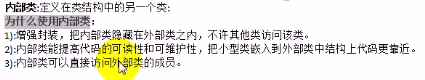 内部类:定义在类结构中的另一个类;
为什么使用内部类:
1):增强封装，把内部类隐藏在外部类之内，不许其他类访问该类。
2):内部类能提高代码的可读性和可维护性，把小型类嵌入到外部类中结构上代码更靠近。
3):内部类可以直接访问外部类的成员。